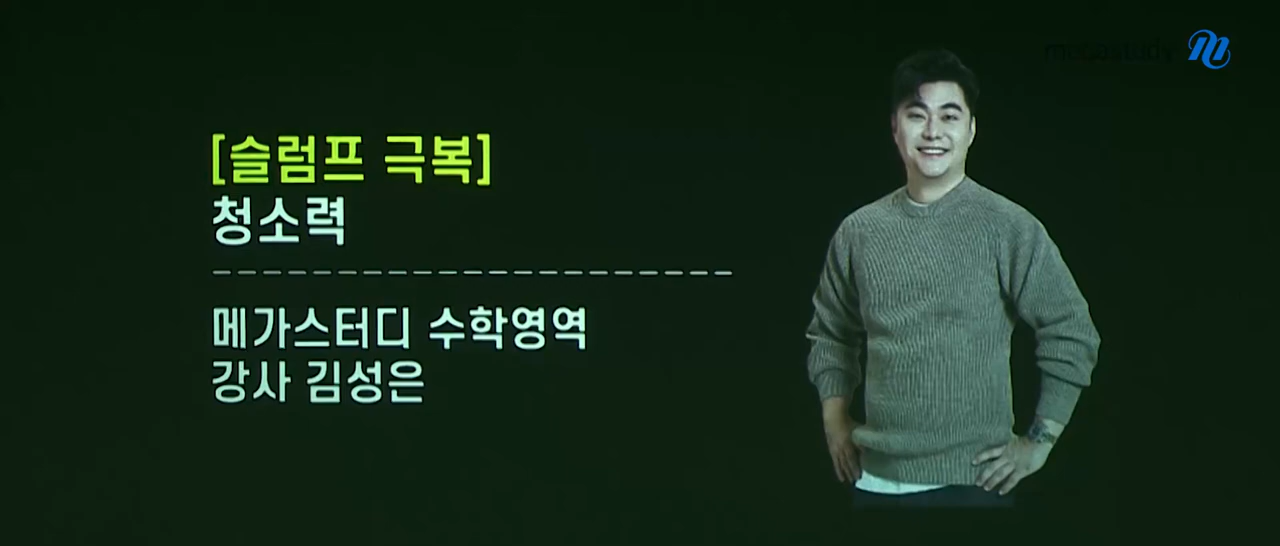 [슬럼프 극복]
청소력
메가스터디 수학영역
강사 김성은
megastudy